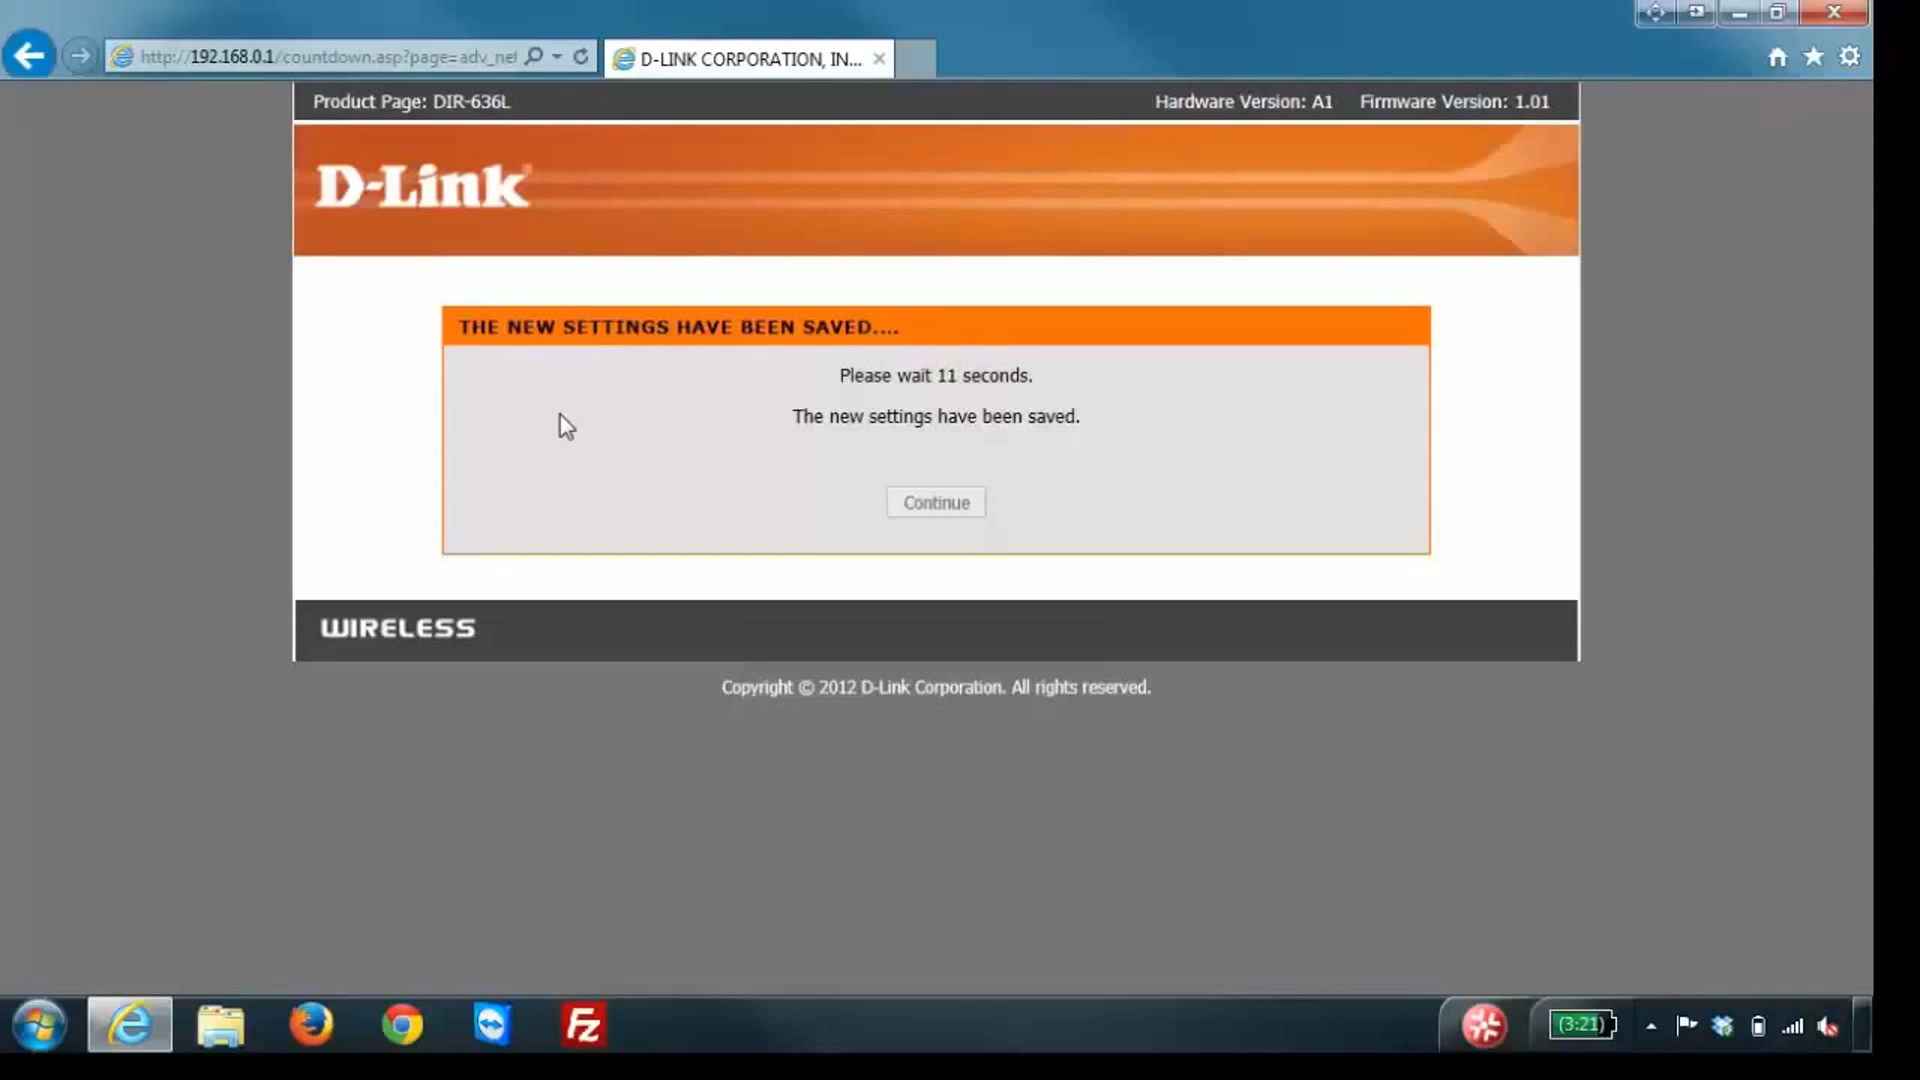 http://192.168.0.1/countdown.asp?page=adv_net
D-LINK CORPORATION, IN...
Product Page: DIR-636L
Hardware Version: A1
Firmware Version: 1.01
D-Link
THE NEW SETTINGS HAVE BEEN SAVED....
Please wait 11 seconds.
The new settings have been saved.
Continue
WIRELESS
Copyright © 2012 D-Link Corporation. All rights reserved.
Fz
(3:21)